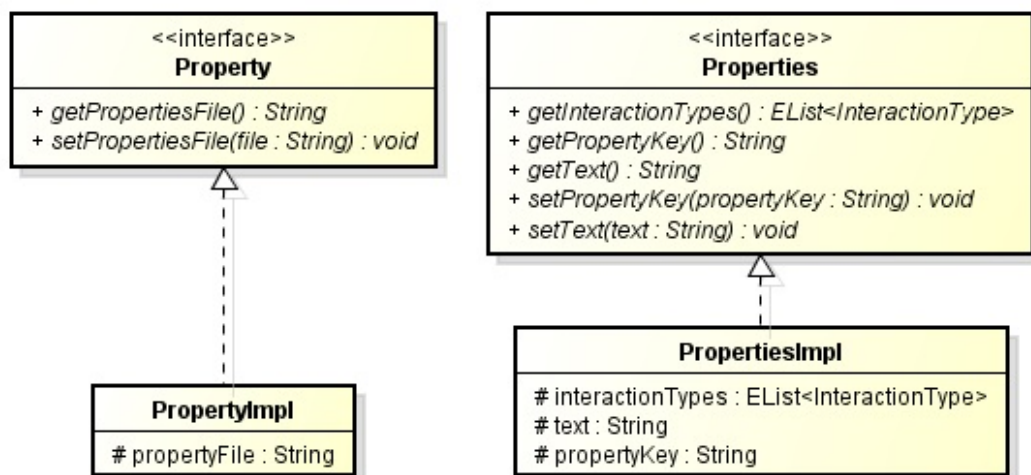 <<interface>>
Property
+ getPropertiesFile() : String
+ setPropertiesFile(file : String) : void
<<interface>>
Properties
+ getInteractionTypes() : EList<InteractionType>
+ getPropertyKey() : String
+ getText() : String
+ setPropertyKey(propertyKey : String) : void
+ setText(text : String) : void
PropertyImpl
# propertyFile : String
PropertiesImpl
# interactionTypes : EList<InteractionType>
# text : String
# propertyKey : String